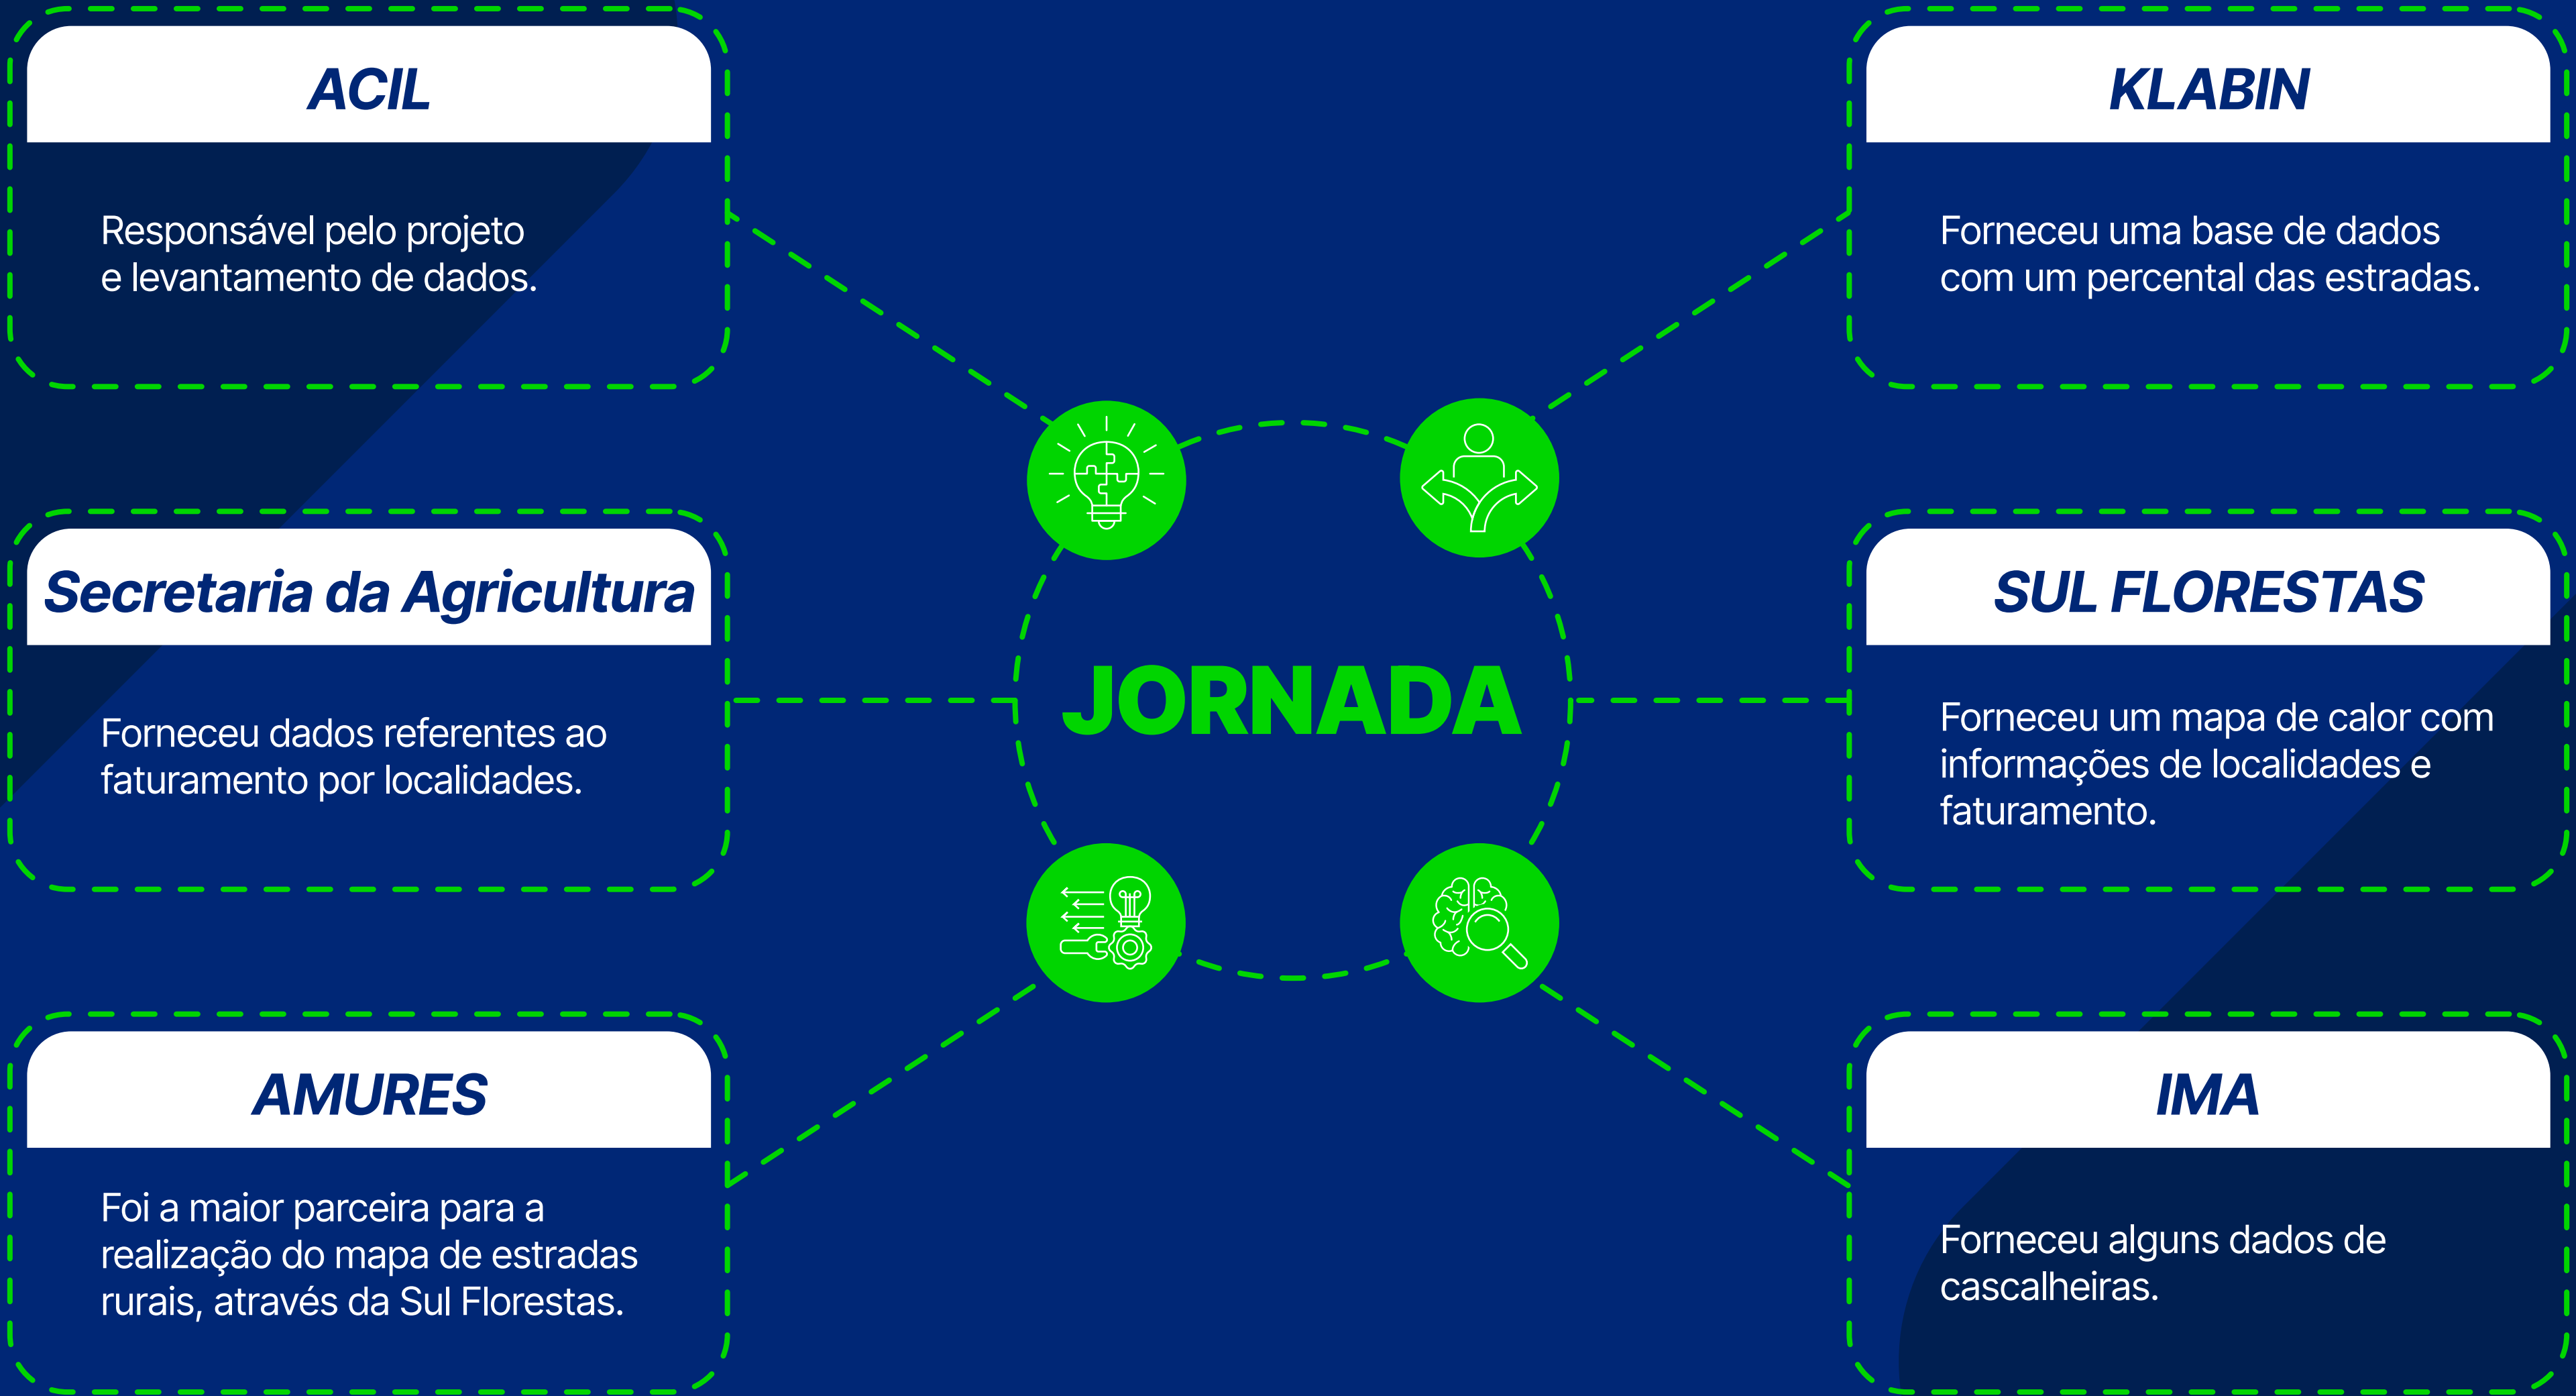 ACIL
Responsável pelo projeto
e levantamento de dados.
Secretaria da Agricultura
Forneceu dados referentes ao
faturamento por localidades.
AMURES
Foi a maior parceira para a
realização do mapa de estradas
rurais, através da Sul Florestas.
JORNADA
KLABIN
Forneceu uma base de dados
com um percental das estradas.
SUL FLORESTAS
Forneceu um mapa de calor com
informações de localidades e
faturamento.
IMA
Forneceu alguns dados de
cascalheiras.